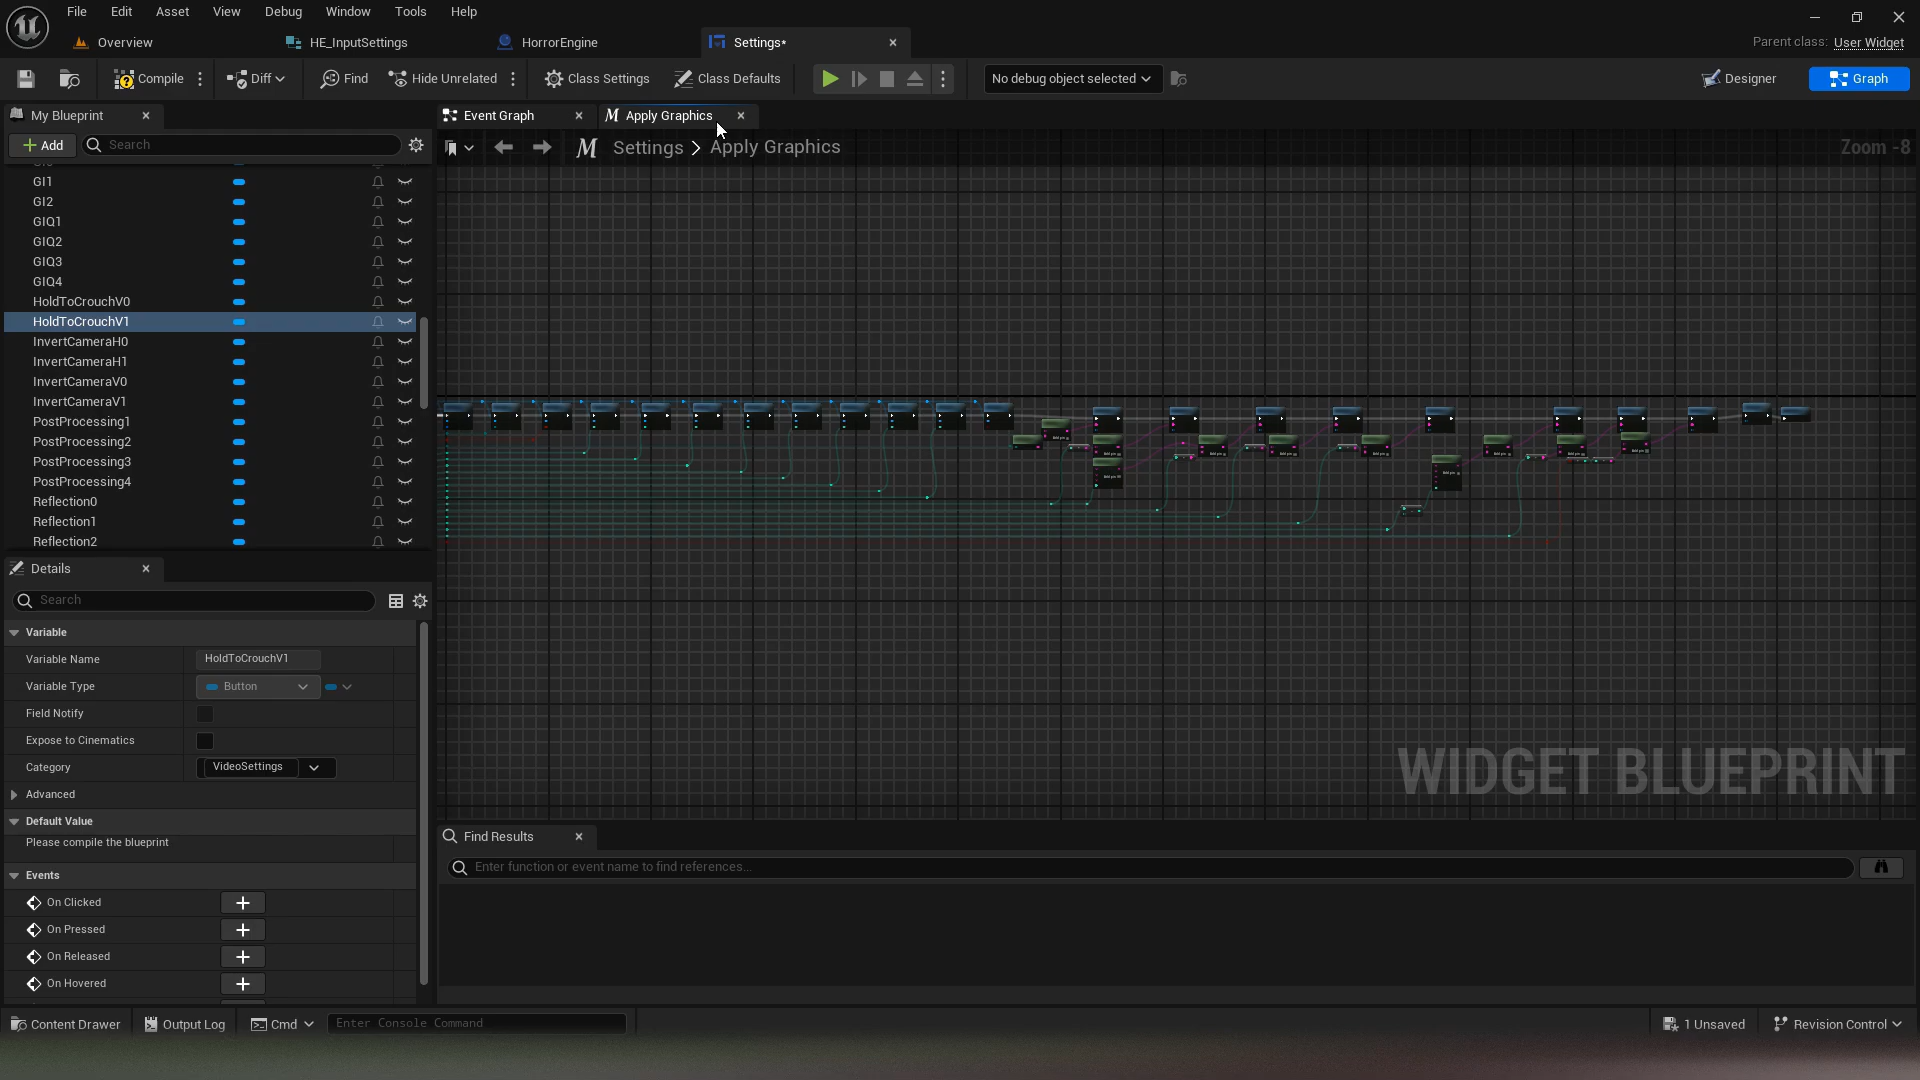 File Edit Asset View Debug Window Tools Help
Overview HE_InputSettings HorrorEngine Settings* Parent class: User Widget
Compile Diff Find Hide Unrelated Class Settings Class Defaults No debug object selected Designer Graph
My Blueprint Event Graph Apply Graphics
Add Search
Settings > Apply Graphics Zoom -8
GI1
GI2
GIQ1
GIQ2
GIQ3
GIQ4
HoldToCrouchV0
HoldToCrouchV1
InvertCameraH0
InvertCameraH1
InvertCameraV0
InvertCameraV1
PostProcessing1
PostProcessing2
PostProcessing3
PostProcessing4
Reflection0
Reflection1
Reflection2
Details
Search
Variable
Variable Name HoldToCrouchV1
Variable Type Button
Field Notify
Expose to Cinematics
Category VideoSettings
Advanced
Default Value
Please compile the blueprint
Events
On Clicked
On Pressed
On Released
On Hovered
WIDGET BLUEPRINT
Find Results
Enter function or event name to find references...
Content Drawer Output Log Cmd Enter Console Command 1 Unsaved Revision Control